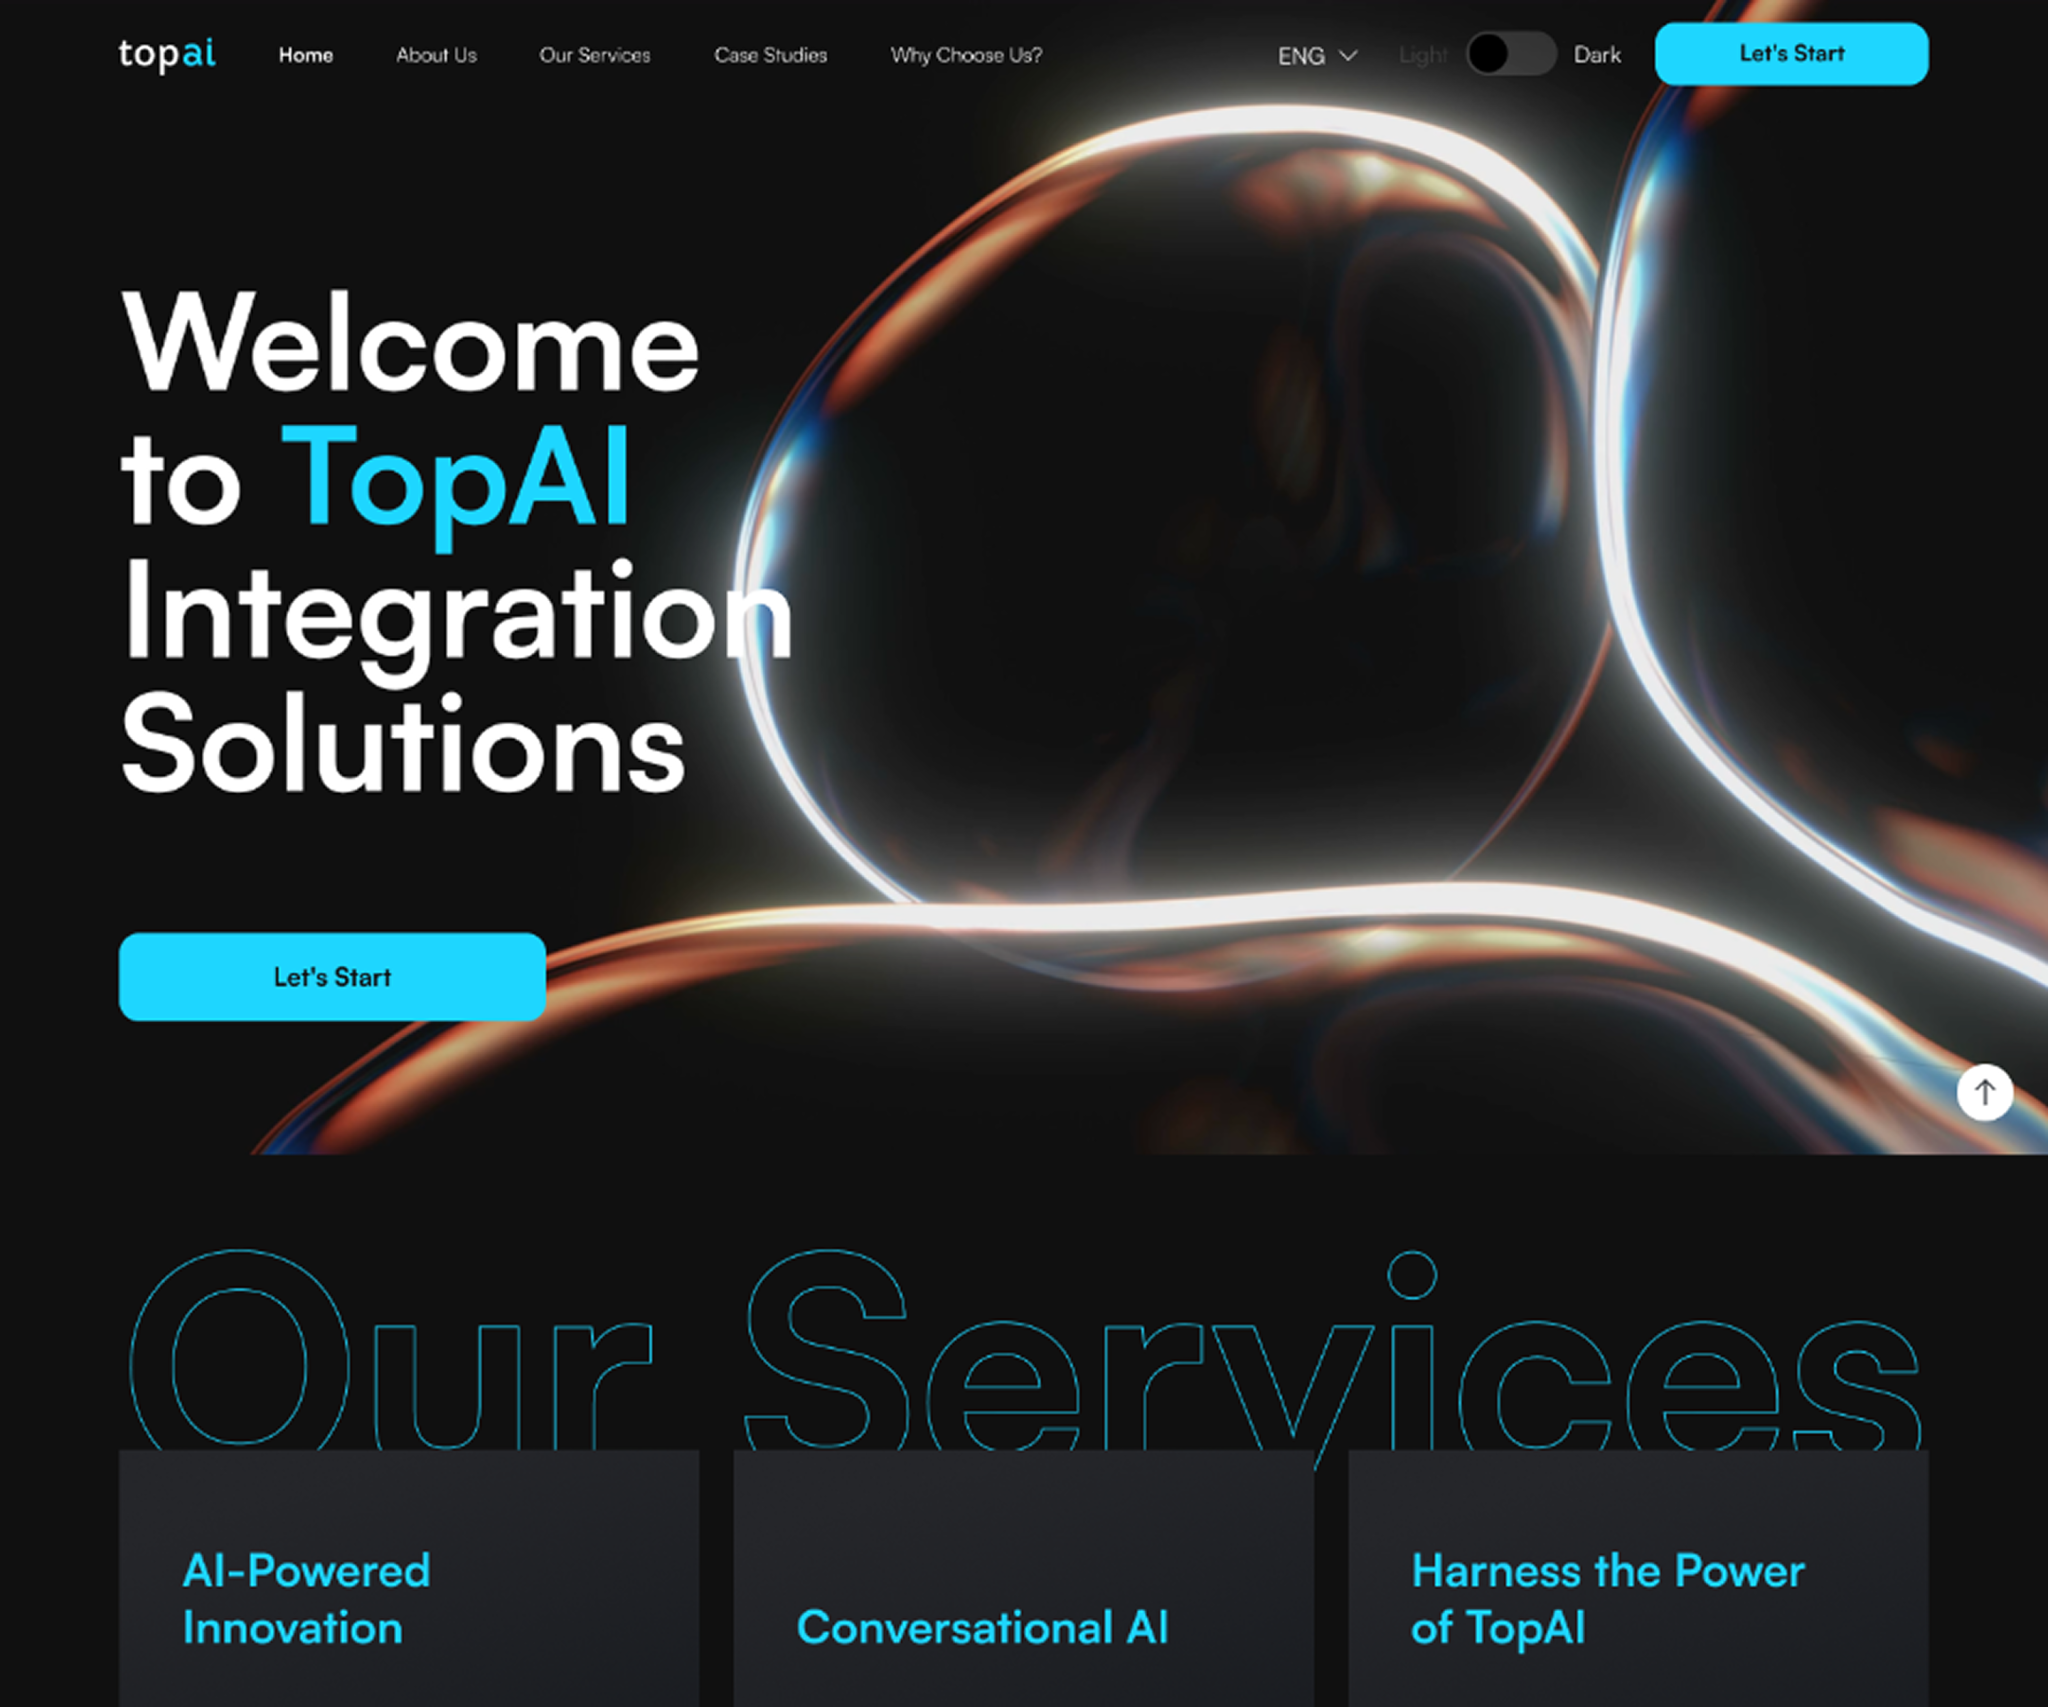 topai
Home
About Us
Our Services
Case Studies
Why Choose Us?
ENG
Light
Dark
Let's Start
Welcome
to TopAI
Integration
Solutions
Let's Start
Our Services
AI-Powered
Innovation
Conversational AI
Harness the Power
of TopAI